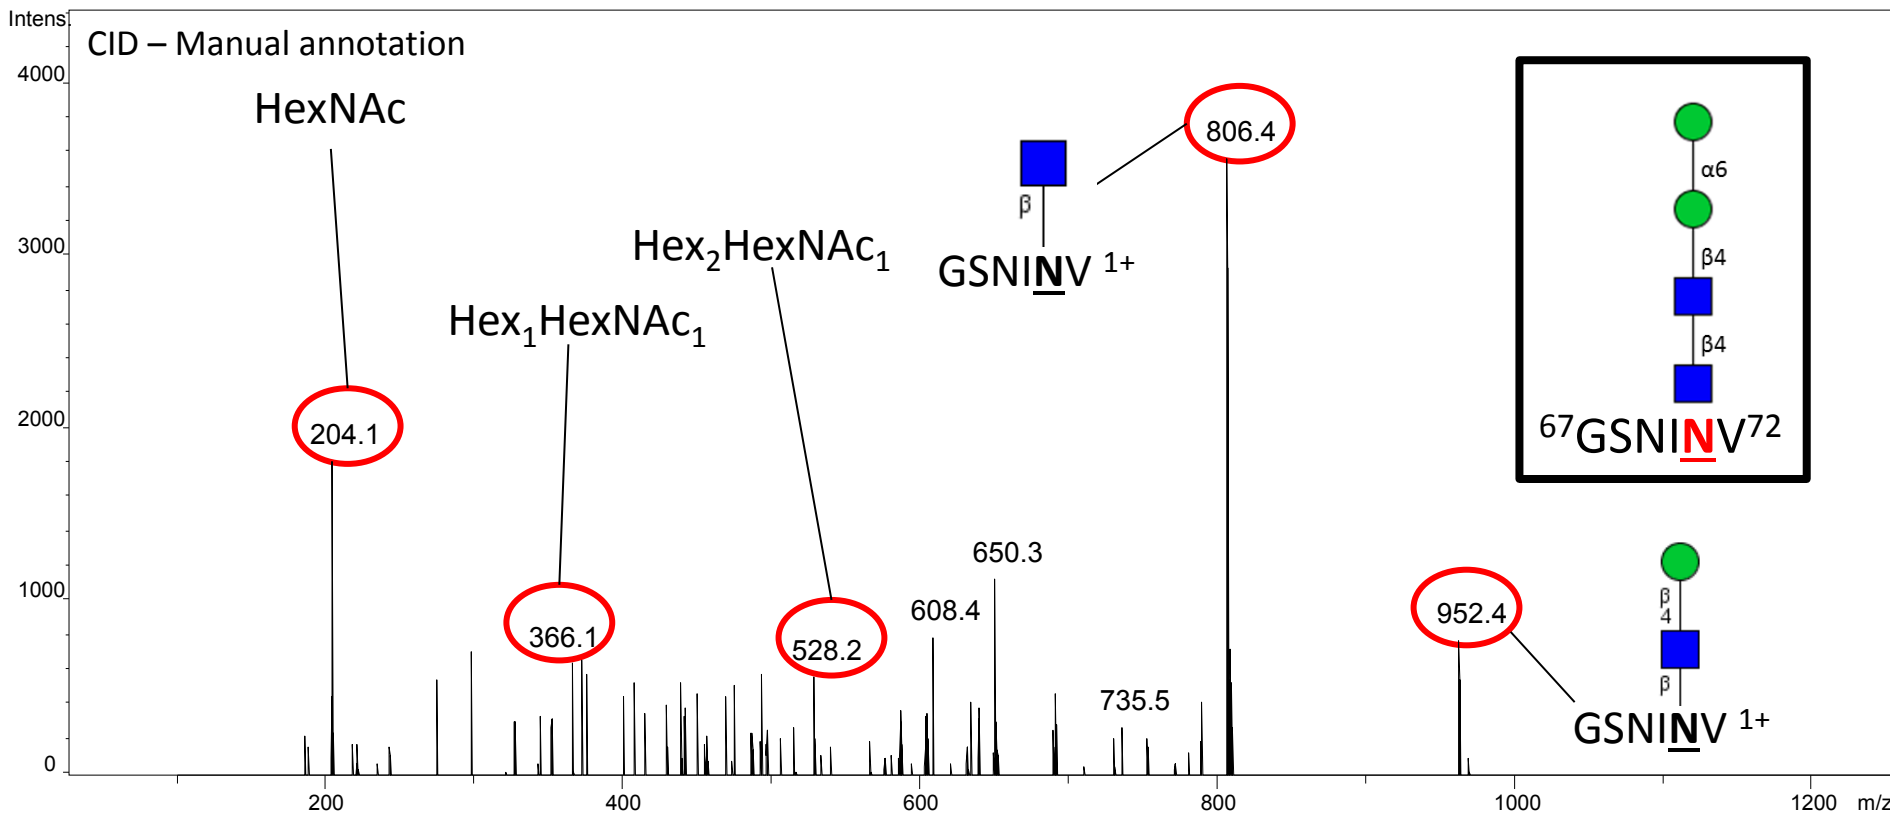 Intens.
CID – Manual annotation
4000
3000
2000
1000
0
HexNAc
204.1
Hex₁HexNAc₁
366.1
Hex₂HexNAc₁
528.2
608.4
650.3
735.5
806.4
β
GSNINV ¹⁺
952.4
β
4
β
GSNINV ¹⁺
α6
β4
β4
⁶⁷GSNINV⁷²
200
400
600
800
1000
1200
m/z